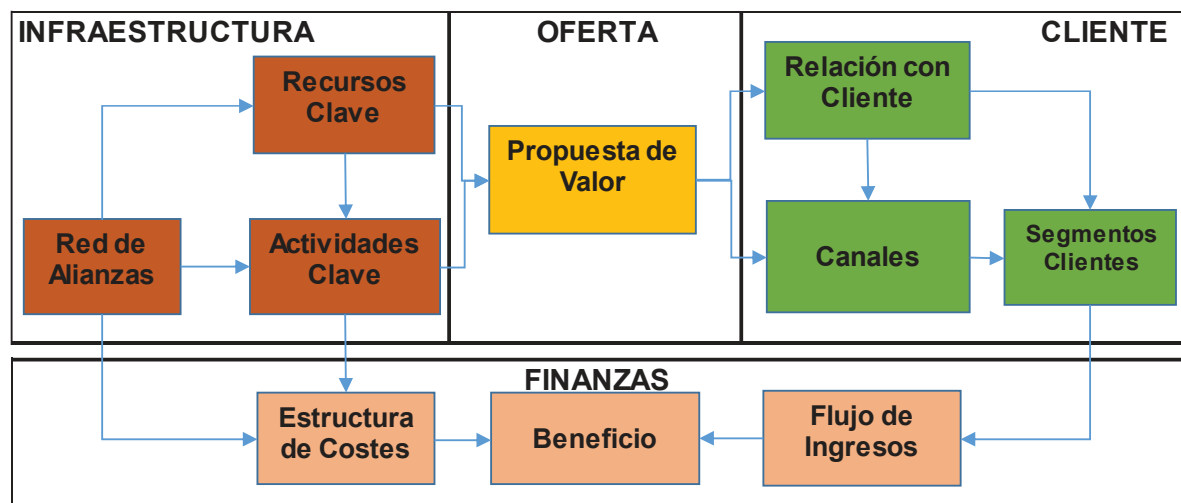 INFRAESTRUCTURA
OFERTA
CLIENTE
Recursos
Clave
Relación con
Cliente
Propuesta de
Valor
Red de
Alianzas
Actividades
Clave
Canales
Segmentos
Clientes
FINANZAS
Estructura
de Costes
Beneficio
Flujo de
Ingresos